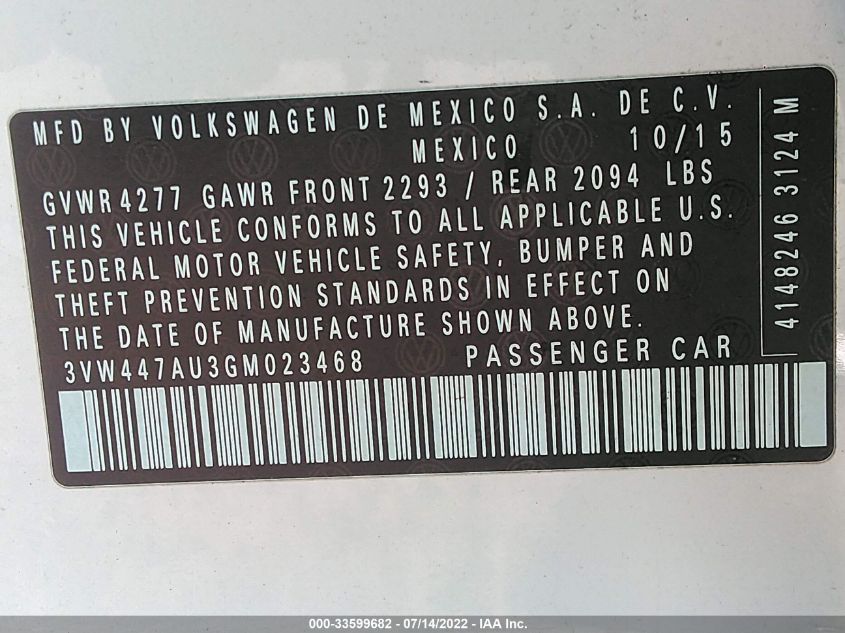 MFD BY VOLKSWAGEN DE MEXICO S.A. DE C.V.
MEXICO 10/15
GVWR 4277 GAWR FRONT 2293 / REAR 2094 LBS
THIS VEHICLE CONFORMS TO ALL APPLICABLE U.S.
FEDERAL MOTOR VEHICLE SAFETY, BUMPER AND
THEFT PREVENTION STANDARDS IN EFFECT ON
THE DATE OF MANUFACTURE SHOWN ABOVE.
3VW447AU3GM023468 PASSENGER CAR
4148246 3124 M
000-33599682 - 07/14/2022 - IAA Inc.